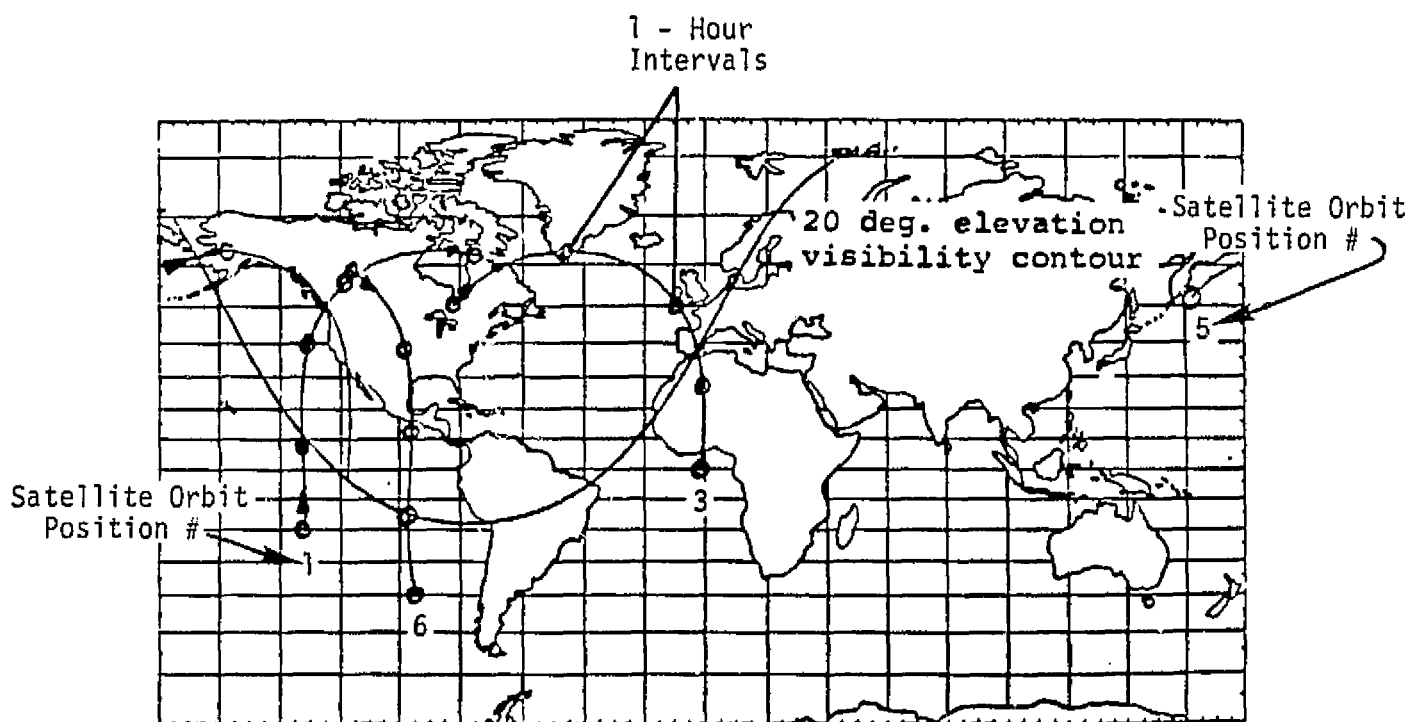 1 - Hour
Intervals
20 deg. elevation
visibility contour
Satellite Orbit
Position #
5
Satellite Orbit
Position #
1
3
6